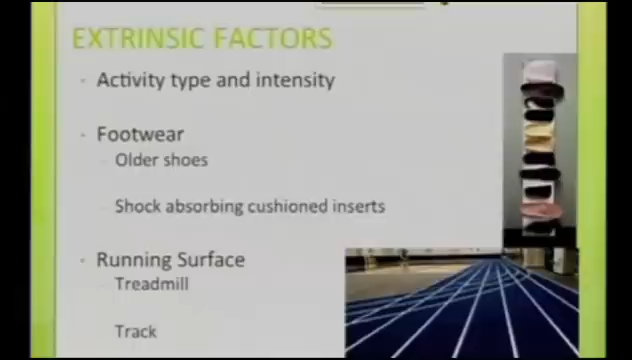 EXTRINSIC FACTORS
Activity type and intensity
Footwear
Older shoes
Shock absorbing cushioned inserts
Running Surface
Treadmill
Track